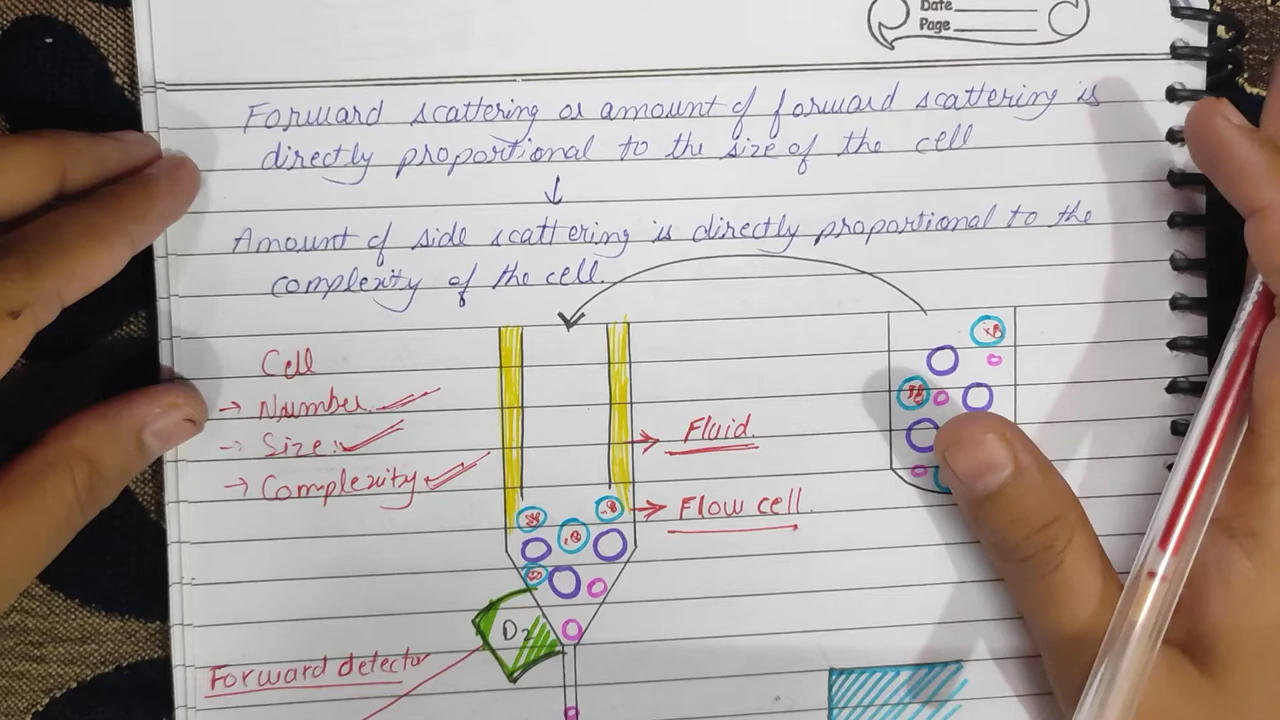 Date
Page
Forward scattering or amount of forward scattering is
directly proportional to the size of the cell
↓
Amount of side scattering is directly proportional to the
complexity of the cell.
Cell
→ Number
→ Size
→ Complexity
→ Fluid.
→ Flow cell.
D2
Forward detector